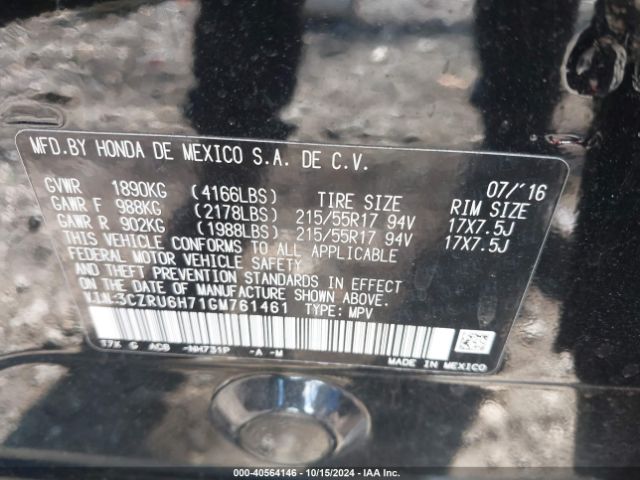 MFD.BY HONDA DE MEXICO S.A. DE C.V.
07/'16
GVWR 1890KG (4166LBS) TIRE SIZE RIM SIZE
GAWR F 988KG (2178LBS) 215/55R17 94V 17X7.5J
GAWR R 902KG (1988LBS) 215/55R17 94V 17X7.5J
THIS VEHICLE CONFORMS TO ALL APPLICABLE
FEDERAL MOTOR VEHICLE SAFETY
AND THEFT PREVENTION STANDARDS IN EFFECT
ON THE DATE OF MANUFACTURE SHOWN ABOVE.
V.I.N. 3CZRU6H71GM761461 TYPE: MPV
T7X G AC9 -NH731P -A -M MADE IN MEXICO
000-40564146 - 10/15/2024 - IAA Inc.